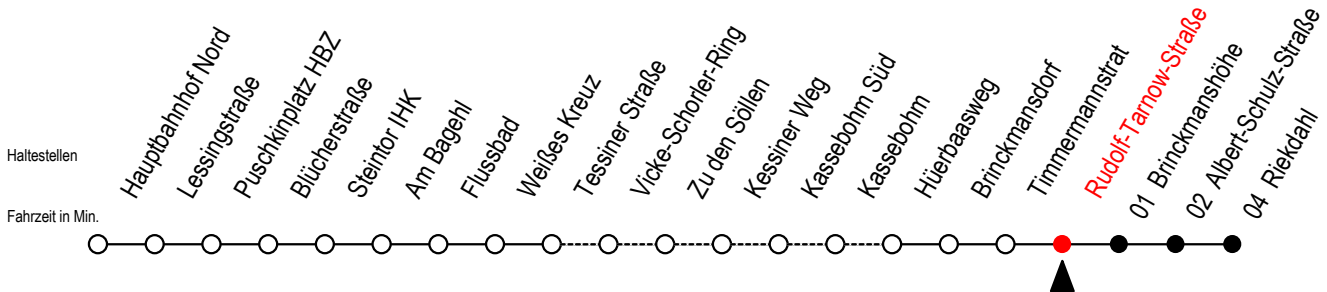 Haltestellen
Fahrzeit in Min.
Hauptbahnhof Nord
Lessingstraße
Puschkinplatz HBZ
Blücherstraße
Steintor IHK
Am Bagehl
Flussbad
Weißes Kreuz
Tessiner Straße
Vicke-Schorler-Ring
Zu den Söllen
Kessiner Weg
Kassebohm Süd
Kassebohm
Hüerbaasweg
Brinckmansdorf
Timmermannstrat
Rudolf-Tarnow-Straße
01 Brinckmanshöhe
02 Albert-Schulz-Straße
04 Riekdahl